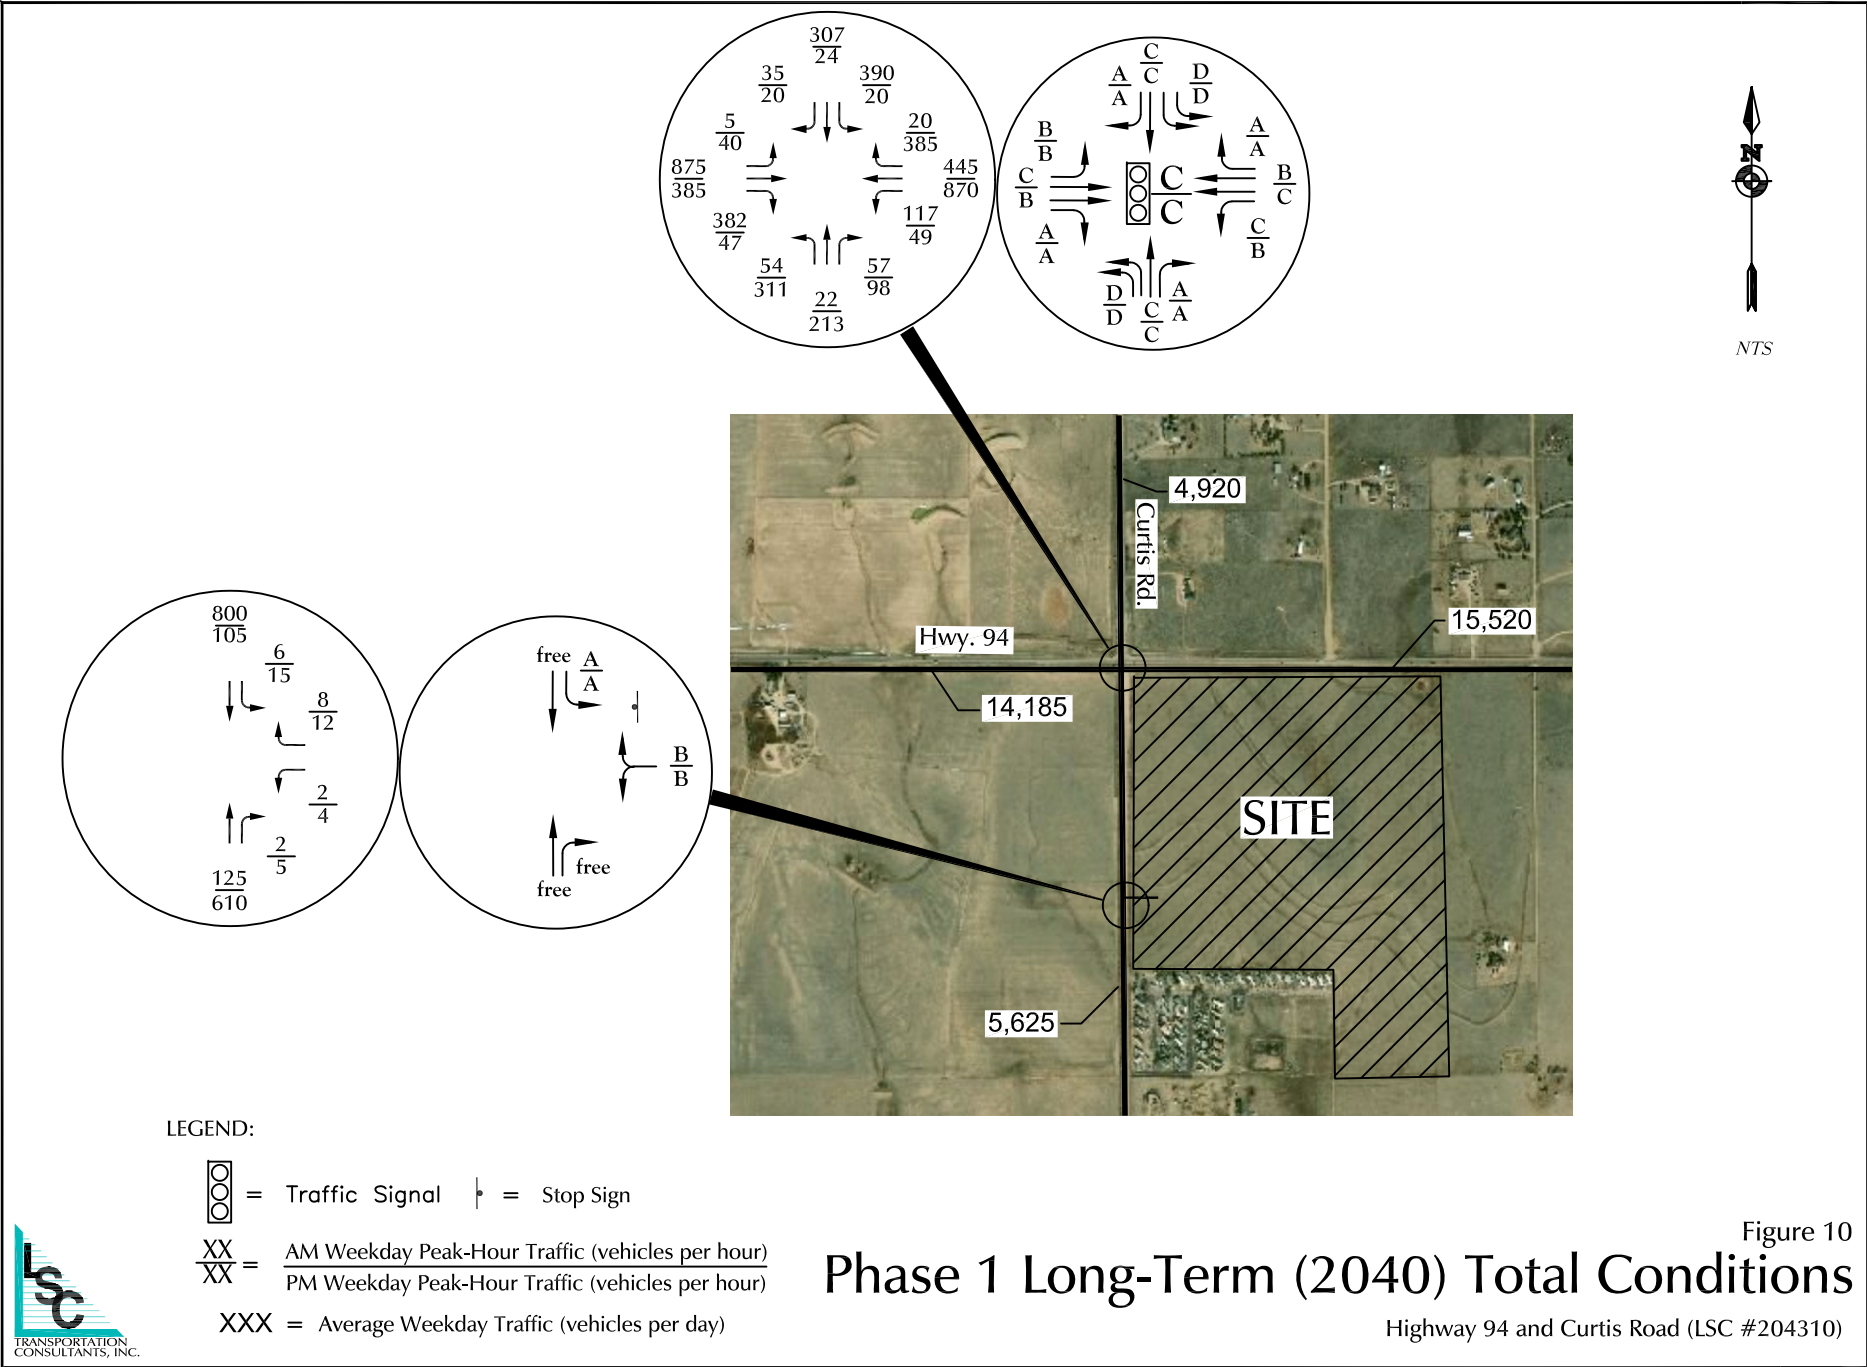 307
24
35
20
390
20
5
40
20
385
875
385
445
870
382
47
117
49
54
311
57
98
22
213
C
C
A
A
D
D
B
B
A
A
C
B
C
C
B
C
A
A
C
B
D
D
C
C
A
A
N
NTS
4,920
Curtis Rd.
15,520
Hwy. 94
14,185
SITE
5,625
800
105
6
15
8
12
2
4
2
5
125
610
free
A
A
B
B
free
free
LEGEND:
= Traffic Signal
= Stop Sign
XX
XX
=
AM Weekday Peak-Hour Traffic (vehicles per hour)
PM Weekday Peak-Hour Traffic (vehicles per hour)
XXX = Average Weekday Traffic (vehicles per day)
LSC
TRANSPORTATION
CONSULTANTS, INC.
Figure 10
Phase 1 Long-Term (2040) Total Conditions
Highway 94 and Curtis Road (LSC #204310)